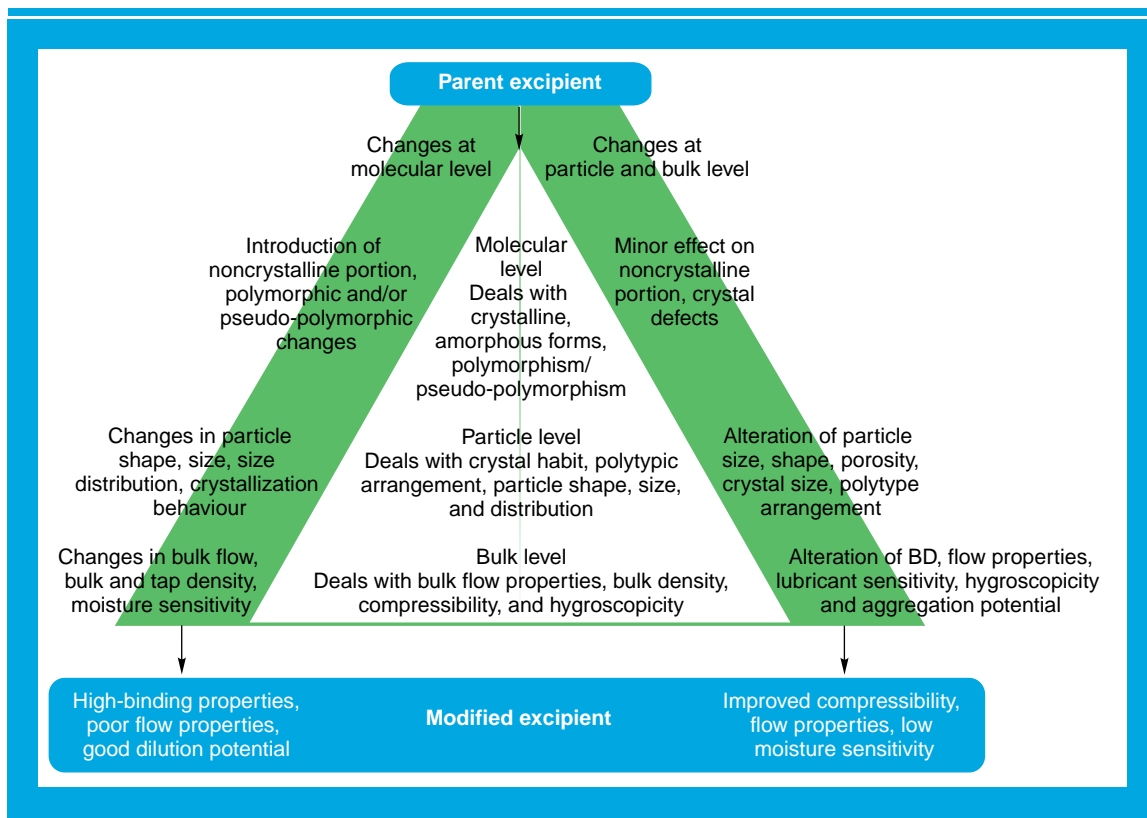 Parent excipient
Changes at
molecular level
Changes at
particle and bulk level
Introduction of
noncrystalline portion,
polymorphic and/or
pseudo-polymorphic
changes
Molecular
level
Deals with
crystalline,
amorphous forms,
polymorphism/
pseudo-polymorphism
Minor effect on
noncrystalline
portion, crystal
defects
Changes in particle
shape, size, size
distribution, crystallization
behaviour
Particle level
Deals with crystal habit, polytypic
arrangement, particle shape, size,
and distribution
Alteration of particle
size, shape, porosity,
crystal size, polytype
arrangement
Changes in bulk flow,
bulk and tap density,
moisture sensitivity
Bulk level
Deals with bulk flow properties, bulk density,
compressibility, and hygroscopicity
Alteration of BD, flow properties,
lubricant sensitivity, hygroscopicity
and aggregation potential
High-binding properties,
poor flow properties,
good dilution potential
Modified excipient
Improved compressibility,
flow properties, low
moisture sensitivity